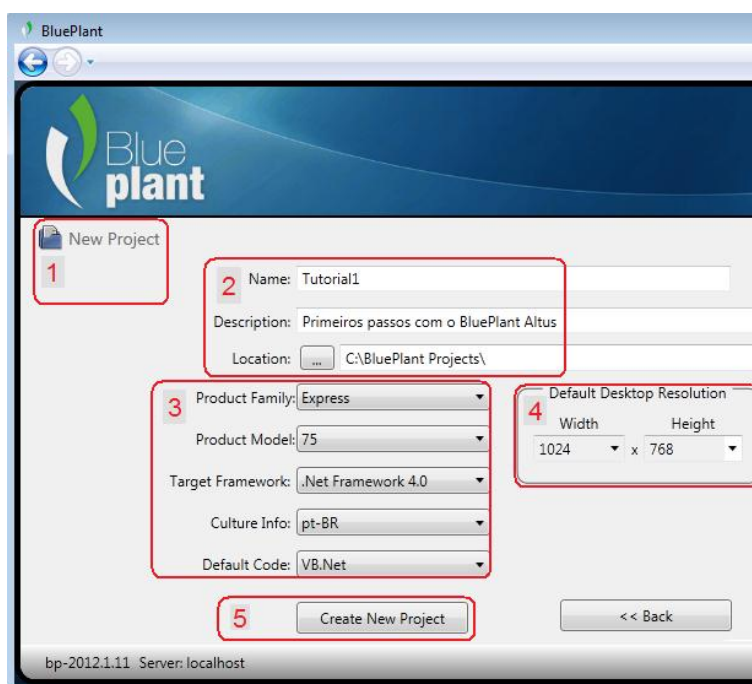 BluePlant
Blue
plant
New Project
1
2
Name: Tutorial1
Description: Primeiros passos com o BluePlant Altus
Location: ... C:\BluePlant Projects\
3
Product Family: Express
Product Model: 75
Target Framework: .Net Framework 4.0
Culture Info: pt-BR
Default Code: VB.Net
Default Desktop Resolution
4
Width Height
1024 x 768
5
Create New Project
<< Back
bp-2012.1.11 Server: localhost